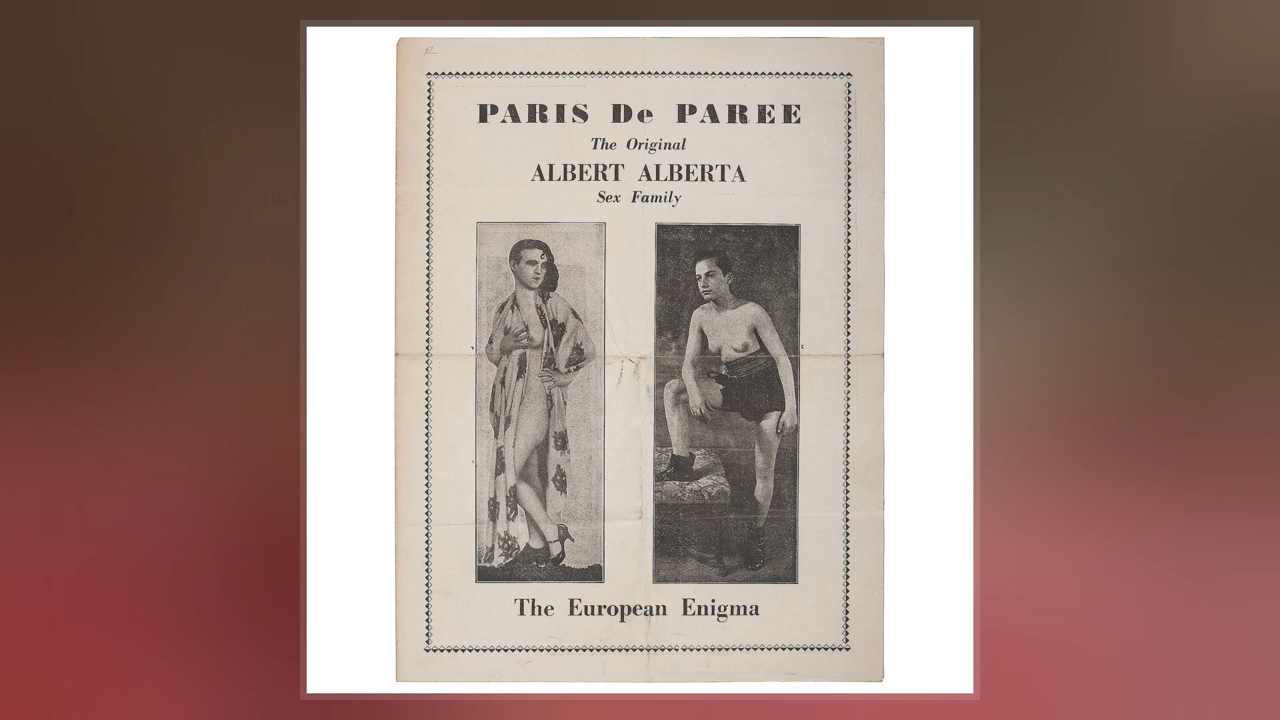 PARIS De PAREE
The Original
ALBERT ALBERTA
Sex Family
The European Enigma